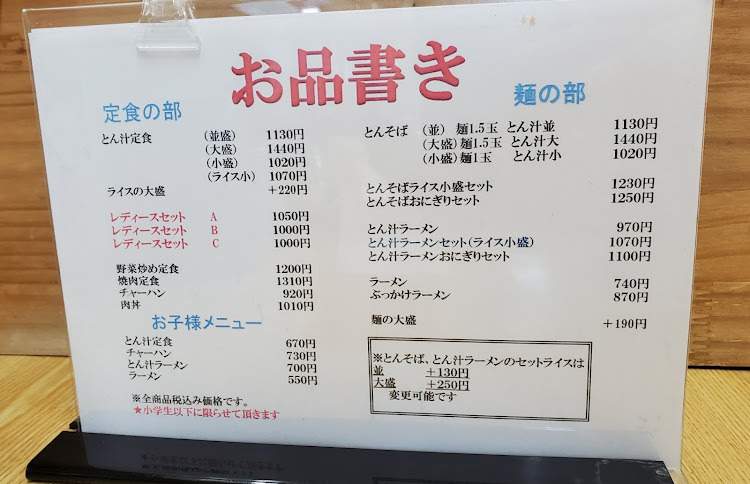 お品書き
定食の部
とん汁定食 (並盛) 1130円
(大盛) 1440円
(小盛) 1020円
(ライス小) 1070円
ライスの大盛 +220円
レディースセット A 1050円
レディースセット B 1000円
レディースセット C 1000円
野菜炒め定食 1200円
焼肉定食 1310円
チャーハン 920円
肉丼 1010円
お子様メニュー
とん汁定食 670円
チャーハン 730円
とん汁ラーメン 700円
ラーメン 550円
※全商品税込み価格です。
★小学生以下に限らせて頂きます
麺の部
とんそば (並) 麺1.5玉 とん汁並 1130円
(大盛) 麺1.5玉 とん汁大 1440円
(小盛) 麺1玉 とん汁小 1020円
とんそばライス小盛セット 1230円
とんそばおにぎりセット 1250円
とん汁ラーメン 970円
とん汁ラーメンセット(ライス小盛) 1070円
とん汁ラーメンおにぎりセット 1100円
ラーメン 740円
ぶっかけラーメン 870円
麺の大盛 +190円
※とんそば、とん汁ラーメンのセットライスは
並 +130円
大盛 +250円
変更可能です